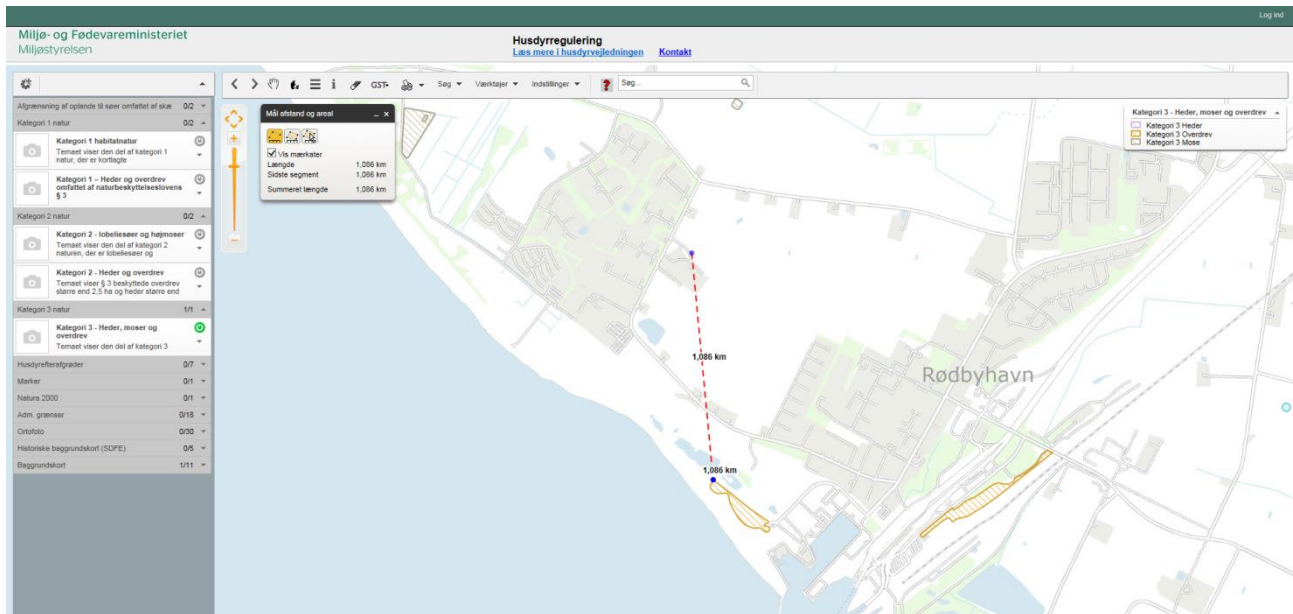 Log ind
Miljø- og Fødevareministeriet
Miljøstyrelsen
Husdyrregulering
Læs mere i husdyrvejledningen Kontakt
GST Søg Værktøjer Indstillinger ? Søg...
Afgrænsning af oplande til søer omfattet af skæ 0/2
Kategori 1 natur 0/2
Kategori 1 habitatnatur
Temaet viser den del af kategori 1
natur, der er kortlagte
Kategori 1 – Heder og overdrev
omfattet af naturbeskyttelseslovens
§ 3
Kategori 2 natur 0/2
Kategori 2 - lobeliesøer og højmoser
Temaet viser den del af kategori 2
naturen, der er lobeliesøer og
Kategori 2 - Heder og overdrev
Temaet viser § 3 beskyttede overdrev
større end 2,5 ha og heder større end
Kategori 3 natur 1/1
Kategori 3 - Heder, moser og
overdrev
Temaet viser den del af kategori 3
Husdyrefterafgrøder 0/7
Marker 0/1
Natura 2000 0/1
Adm. grænser 0/18
Ortofoto 0/30
Historiske baggrundskort (SDFE) 0/5
Baggrundskort 1/11
Mål afstand og areal
Vis mærkater
Længde 1,086 km
Sidste segment 1,086 km
Summeret længde 1,086 km
Kategori 3 - Heder, moser og overdrev
Kategori 3 Heder
Kategori 3 Overdrev
Kategori 3 Mose
1,086 km
Rødbyhavn
1,086 km